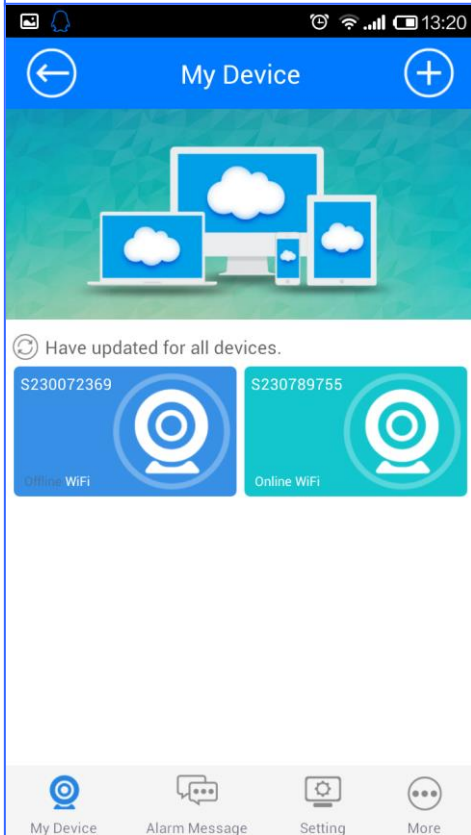 13:20
My Device
Have updated for all devices.
S230072369
Offline WiFi
S230789755
Online WiFi
My Device
Alarm Message
Setting
More